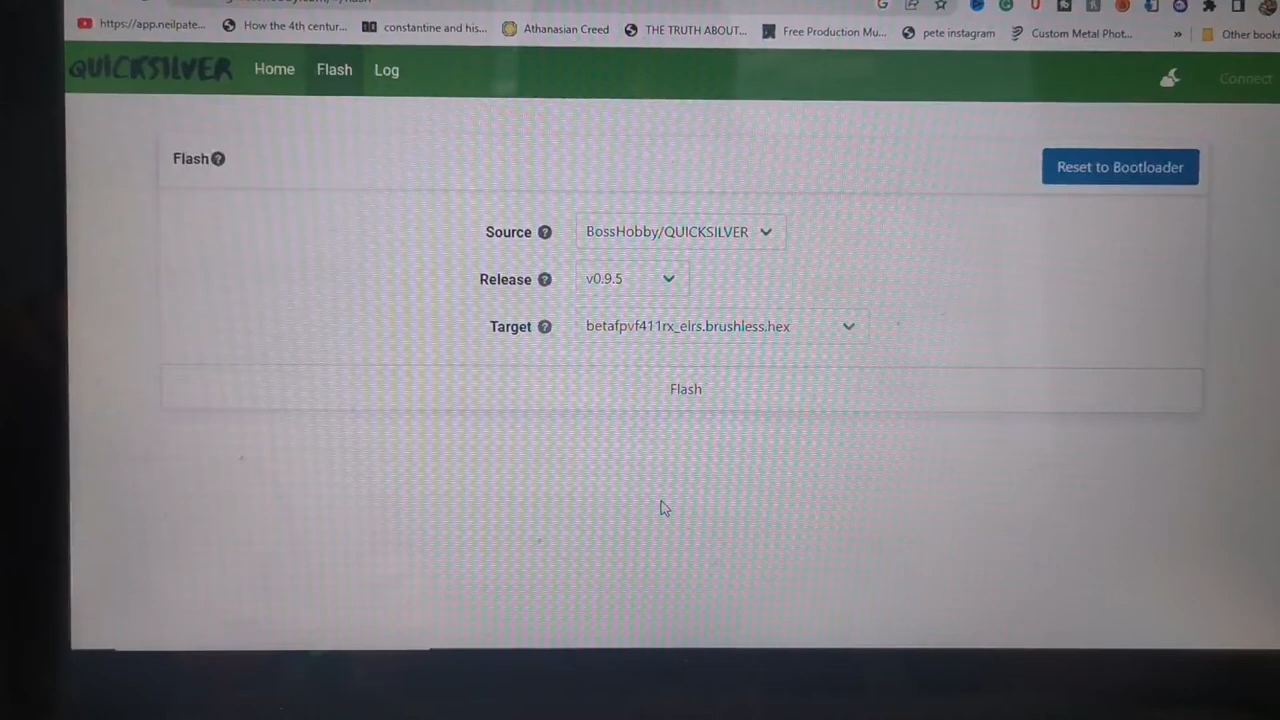 https://app.neilpate... How the 4th centur... constantine and his... Athanasian Creed THE TRUTH ABOUT... Free Production Mu... pete instagram Custom Metal Phot... » Other book
QUICKSILVER Home Flash Log Connect
Flash Reset to Bootloader
Source BossHobby/QUICKSILVER
Release v0.9.5
Target betafpvf411rx_elrs.brushless.hex
Flash